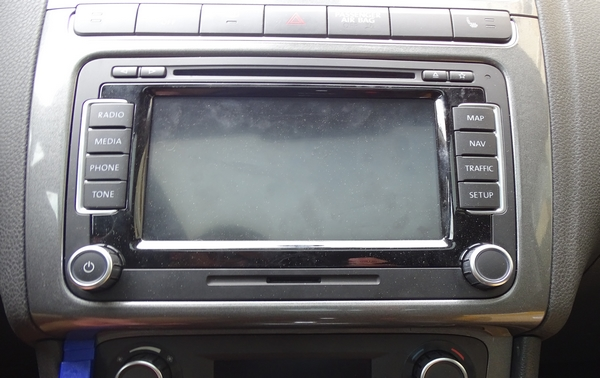 AIR BAG
RADIO
MEDIA
PHONE
TONE
MAP
NAV
TRAFFIC
SETUP